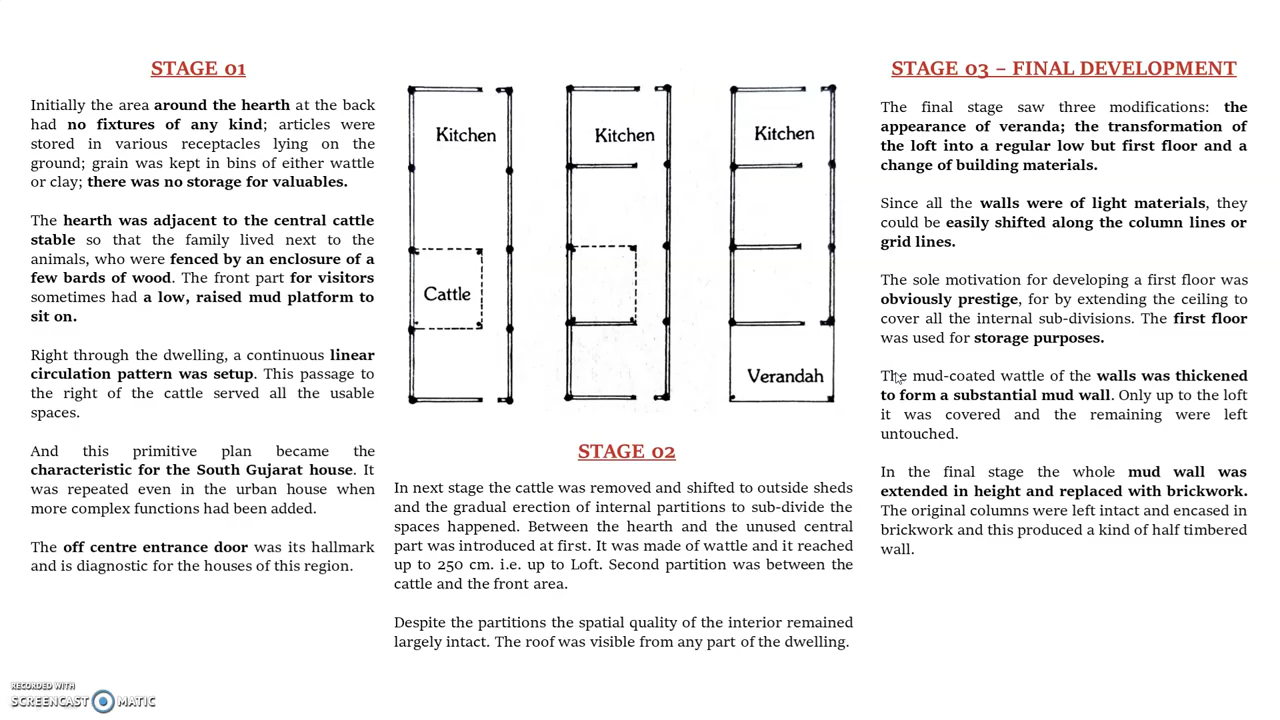 STAGE 01
Initially the area around the hearth at the back
had no fixtures of any kind; articles were
stored in various receptacles lying on the
ground; grain was kept in bins of either wattle
or clay; there was no storage for valuables.
The hearth was adjacent to the central cattle
stable so that the family lived next to the
animals, who were fenced by an enclosure of a
few bards of wood. The front part for visitors
sometimes had a low, raised mud platform to
sit on.
Right through the dwelling, a continuous linear
circulation pattern was setup. This passage to
the right of the cattle served all the usable
spaces.
And this primitive plan became the
characteristic for the South Gujarat house. It
was repeated even in the urban house when
more complex functions had been added.
The off centre entrance door was its hallmark
and is diagnostic for the houses of this region.
Kitchen
Cattle
Kitchen
Kitchen
Verandah
STAGE 02
In next stage the cattle was removed and shifted to outside sheds
and the gradual erection of internal partitions to sub-divide the
spaces happened. Between the hearth and the unused central
part was introduced at first. It was made of wattle and it reached
up to 250 cm. i.e. up to Loft. Second partition was between the
cattle and the front area.
Despite the partitions the spatial quality of the interior remained
largely intact. The roof was visible from any part of the dwelling.
STAGE 03 – FINAL DEVELOPMENT
The final stage saw three modifications: the
appearance of veranda; the transformation of
the loft into a regular low but first floor and a
change of building materials.
Since all the walls were of light materials, they
could be easily shifted along the column lines or
grid lines.
The sole motivation for developing a first floor was
obviously prestige, for by extending the ceiling to
cover all the internal sub-divisions. The first floor
was used for storage purposes.
The mud-coated wattle of the walls was thickened
to form a substantial mud wall. Only up to the loft
it was covered and the remaining were left
untouched.
In the final stage the whole mud wall was
extended in height and replaced with brickwork.
The original columns were left intact and encased in
brickwork and this produced a kind of half timbered
wall.
RECORDED WITH
SCREENCAST MATIC